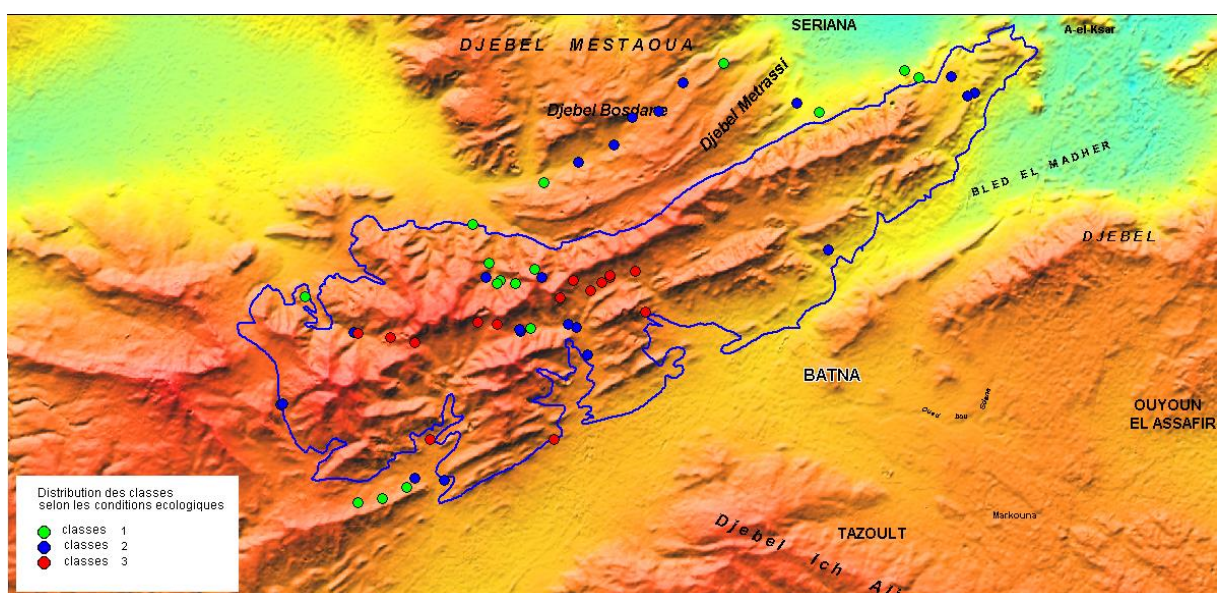 SERIANA
A-el-Ksar
DJEBEL MESTAOUA
Djebel Metrassi
Djebel Bosdane
BLED EL MADHER
DJEBEL
BATNA
Oued bou
OUYOUN
EL ASSAFIR
Distribution des classes
selon les conditions ecologiques
classes 1
classes 2
classes 3
Markouna
TAZOULT
Djebel Ich Ali